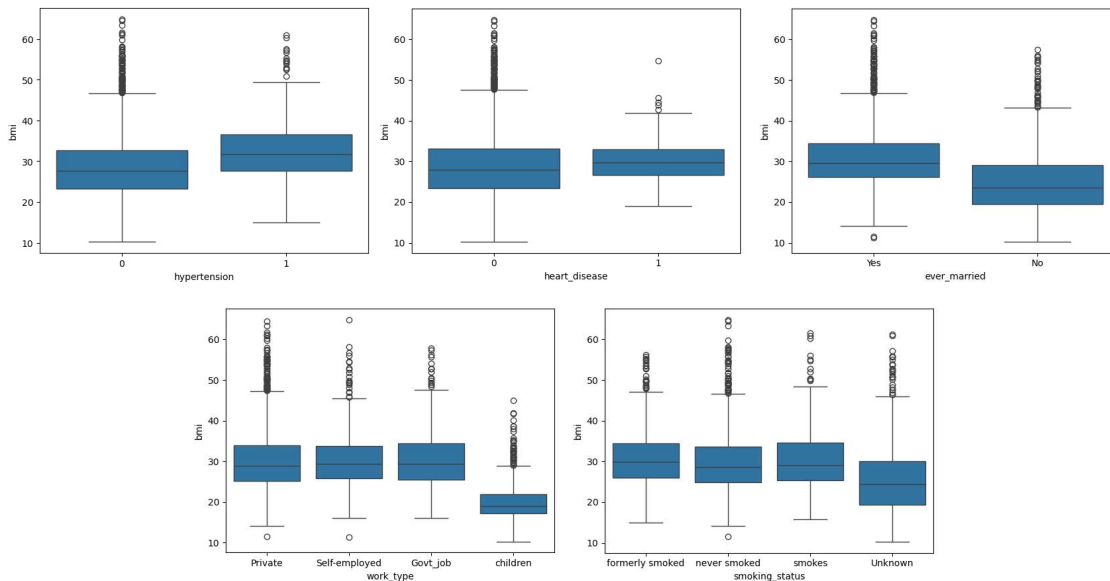 60
50
40
30
20
10
bmi
0
1
hypertension
60
50
40
30
20
10
bmi
0
1
heart_disease
60
50
40
30
20
10
bmi
Yes
No
ever_married
60
50
40
30
20
10
bmi
Private
Self-employed
Govt_job
children
work_type
60
50
40
30
20
10
bmi
formerly smoked
never smoked
smokes
Unknown
smoking_status